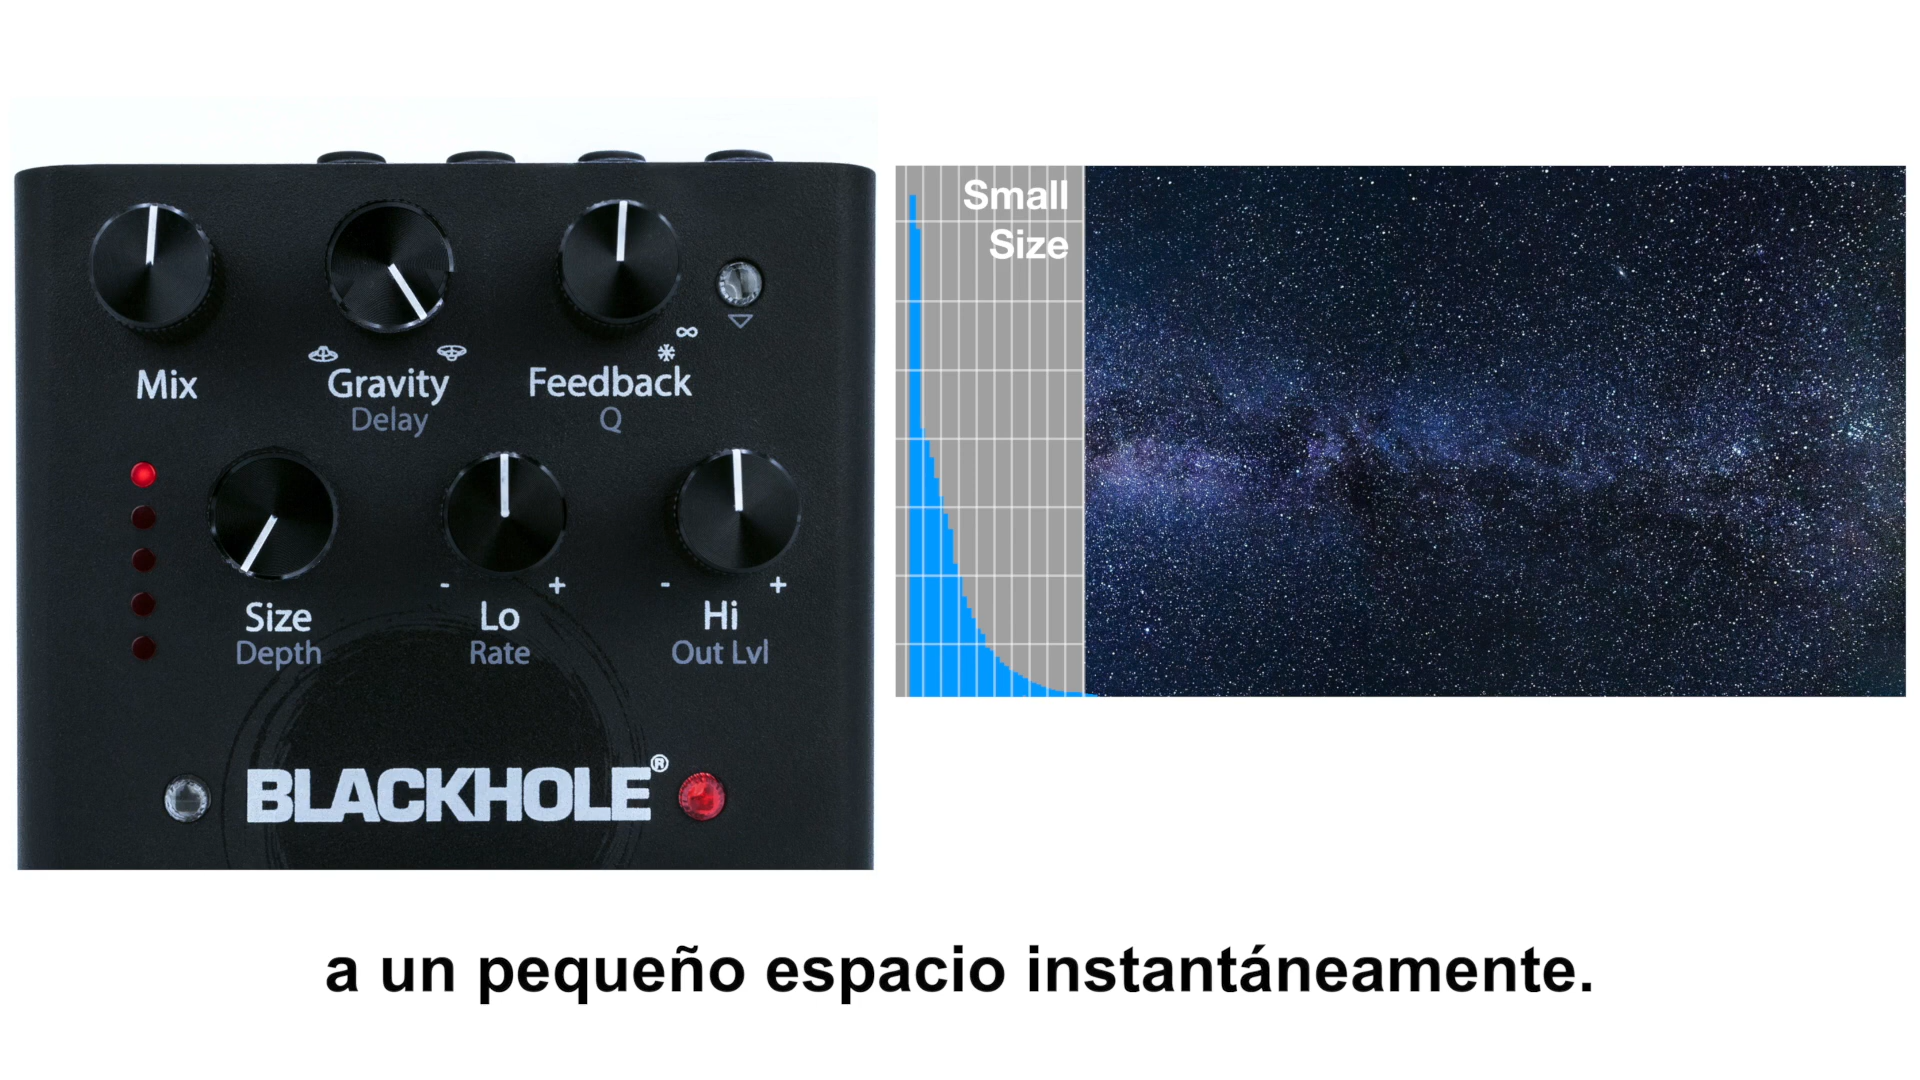 Mix
Gravity
Delay
Feedback
Q
Size
Depth
- +
Lo
Rate
- +
Hi
Out Lvl
BLACKHOLE®
Small
Size
a un pequeño espacio instantáneamente.